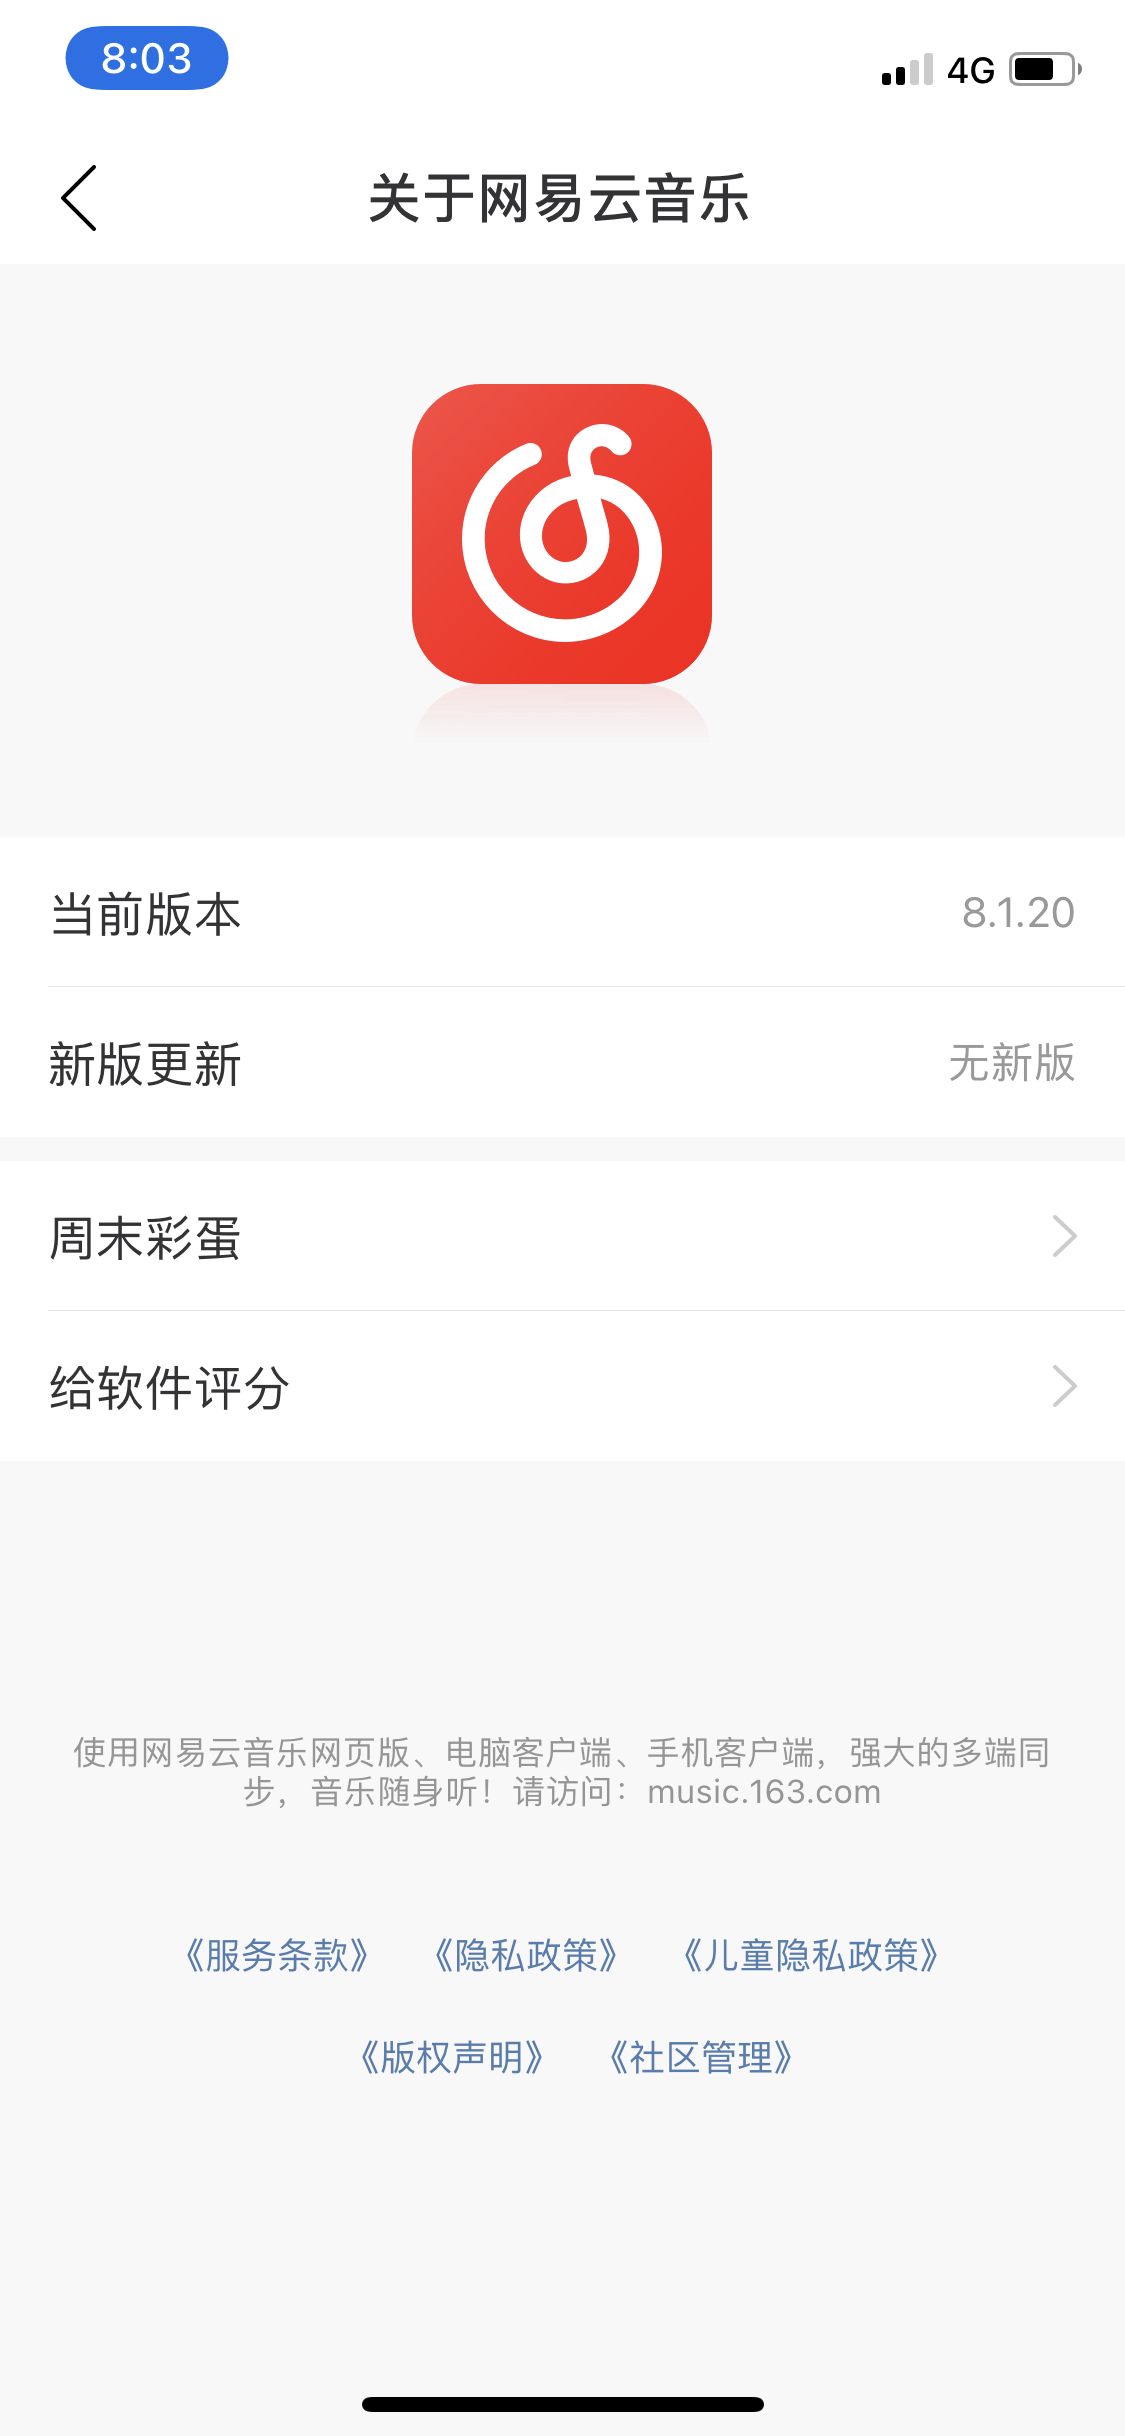 8:03
4G
关于网易云音乐
当前版本
8.1.20
新版更新
无新版
周末彩蛋
给软件评分
使用网易云音乐网页版、电脑客户端、手机客户端，强大的多端同
步，音乐随身听！请访问：music.163.com
《服务条款》 《隐私政策》 《儿童隐私政策》
《版权声明》 《社区管理》